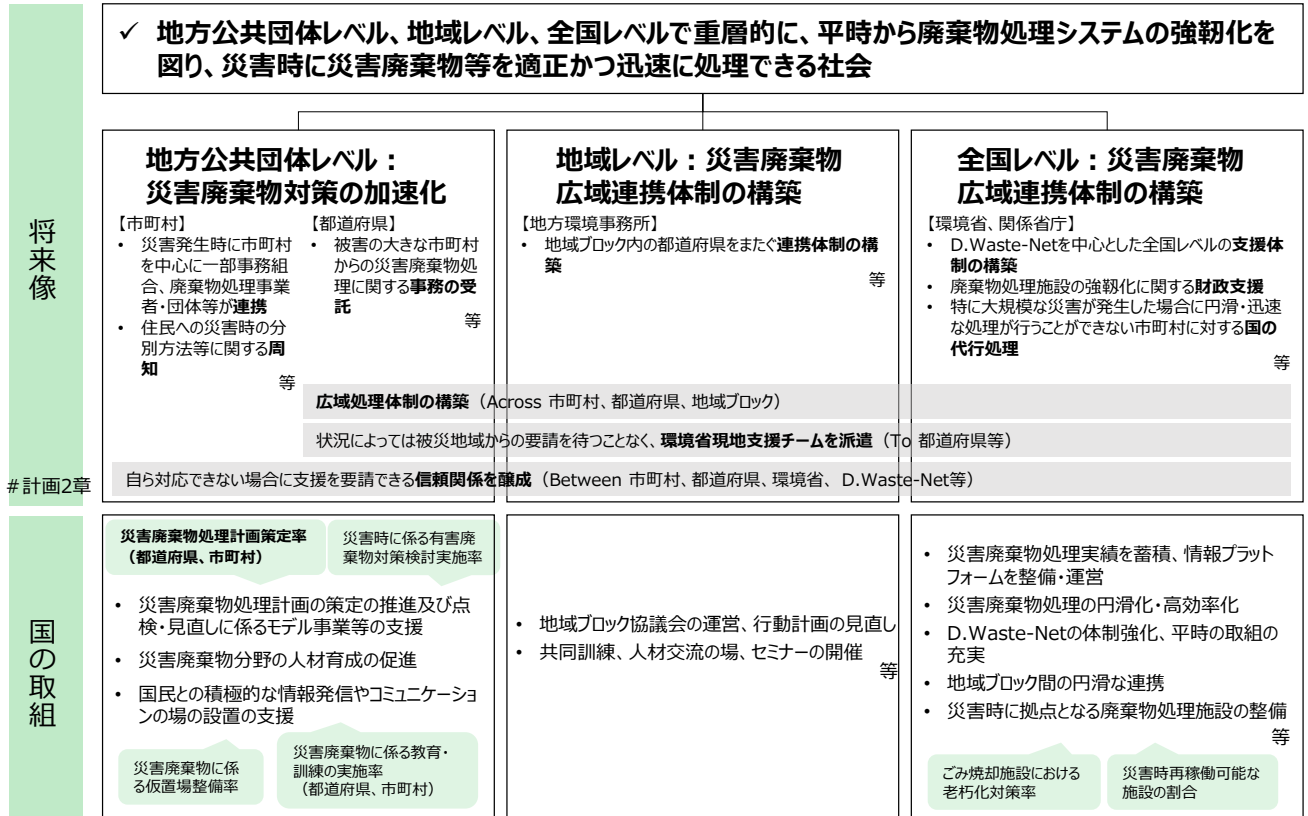 ✓ 地方公共団体レベル、地域レベル、全国レベルで重層的に、平時から廃棄物処理システムの強靱化を
図り、災害時に災害廃棄物等を適正かつ迅速に処理できる社会
将来像
地方公共団体レベル：
災害廃棄物対策の加速化
【市町村】
• 災害発生時に市町村
を中心に一部事務組
合、廃棄物処理事業
者・団体等が連携
• 住民への災害時の分
別方法等に関する周
知
等
【都道府県】
• 被害の大きな市町村
からの災害廃棄物処
理に関する事務の受
託
等
地域レベル：災害廃棄物
広域連携体制の構築
【地方環境事務所】
• 地域ブロック内の都道府県をまたぐ連携体制の構
築
等
全国レベル：災害廃棄物
広域連携体制の構築
【環境省、関係省庁】
• D.Waste-Netを中心とした全国レベルの支援体
制の構築
• 廃棄物処理施設の強靱化に関する財政支援
• 特に大規模な災害が発生した場合に円滑・迅速
な処理が行うことができない市町村に対する国の
代行処理
等
広域処理体制の構築（Across 市町村、都道府県、地域ブロック）
状況によっては被災地域からの要請を待つことなく、環境省現地支援チームを派遣（To 都道府県等）
自ら対応できない場合に支援を要請できる信頼関係を醸成（Between 市町村、都道府県、環境省、D.Waste-Net等）
#計画2章
国の取組
災害廃棄物処理計画策定率
（都道府県、市町村）
災害時に係る有害廃
棄物対策検討実施率
• 災害廃棄物処理計画の策定の推進及び点
検・見直しに係るモデル事業等の支援
• 災害廃棄物分野の人材育成の促進
• 国民との積極的な情報発信やコミュニケーショ
ンの場の設置の支援
災害廃棄物に係
る仮置場整備率
災害廃棄物に係る教育・
訓練の実施率
（都道府県、市町村）
• 地域ブロック協議会の運営、行動計画の見直し
• 共同訓練、人材交流の場、セミナーの開催
等
• 災害廃棄物処理実績を蓄積、情報プラット
フォームを整備・運営
• 災害廃棄物処理の円滑化・高効率化
• D.Waste-Netの体制強化、平時の取組の
充実
• 地域ブロック間の円滑な連携
• 災害時に拠点となる廃棄物処理施設の整備
等
ごみ焼却施設における
老朽化対策率
災害時再稼働可能な
施設の割合